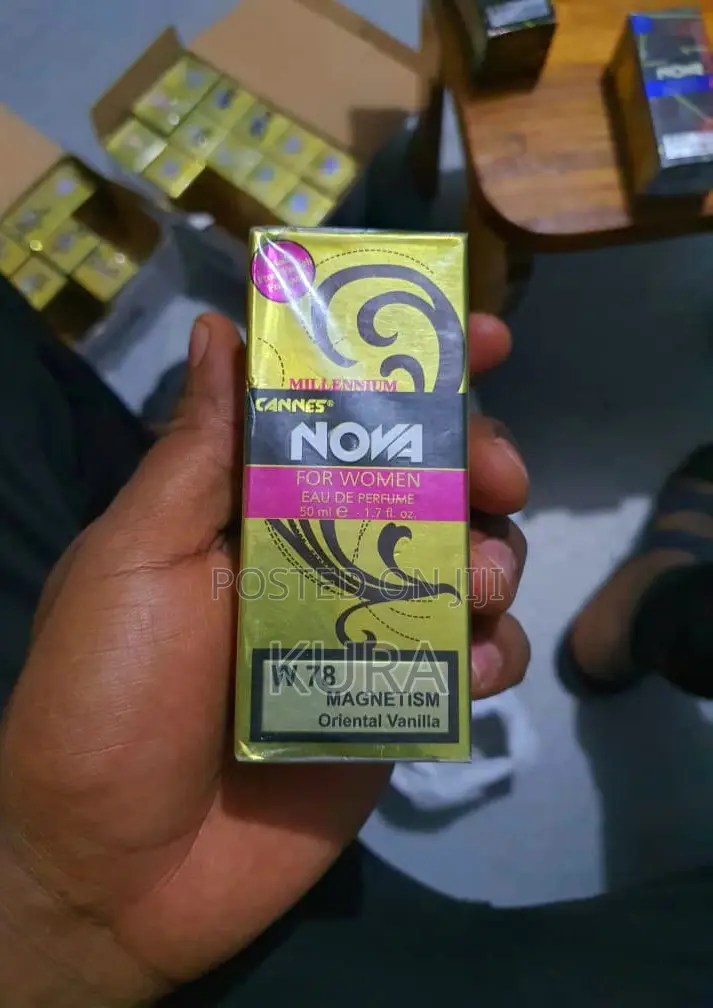 MILLENNIUM
CANNES®
NOVA
FOR WOMEN
EAU DE PERFUME
50 ml e - 1.7 fl. oz.
POSTED ON JIJI
KURA
W 78
MAGNETISM
Oriental Vanilla
NOVA